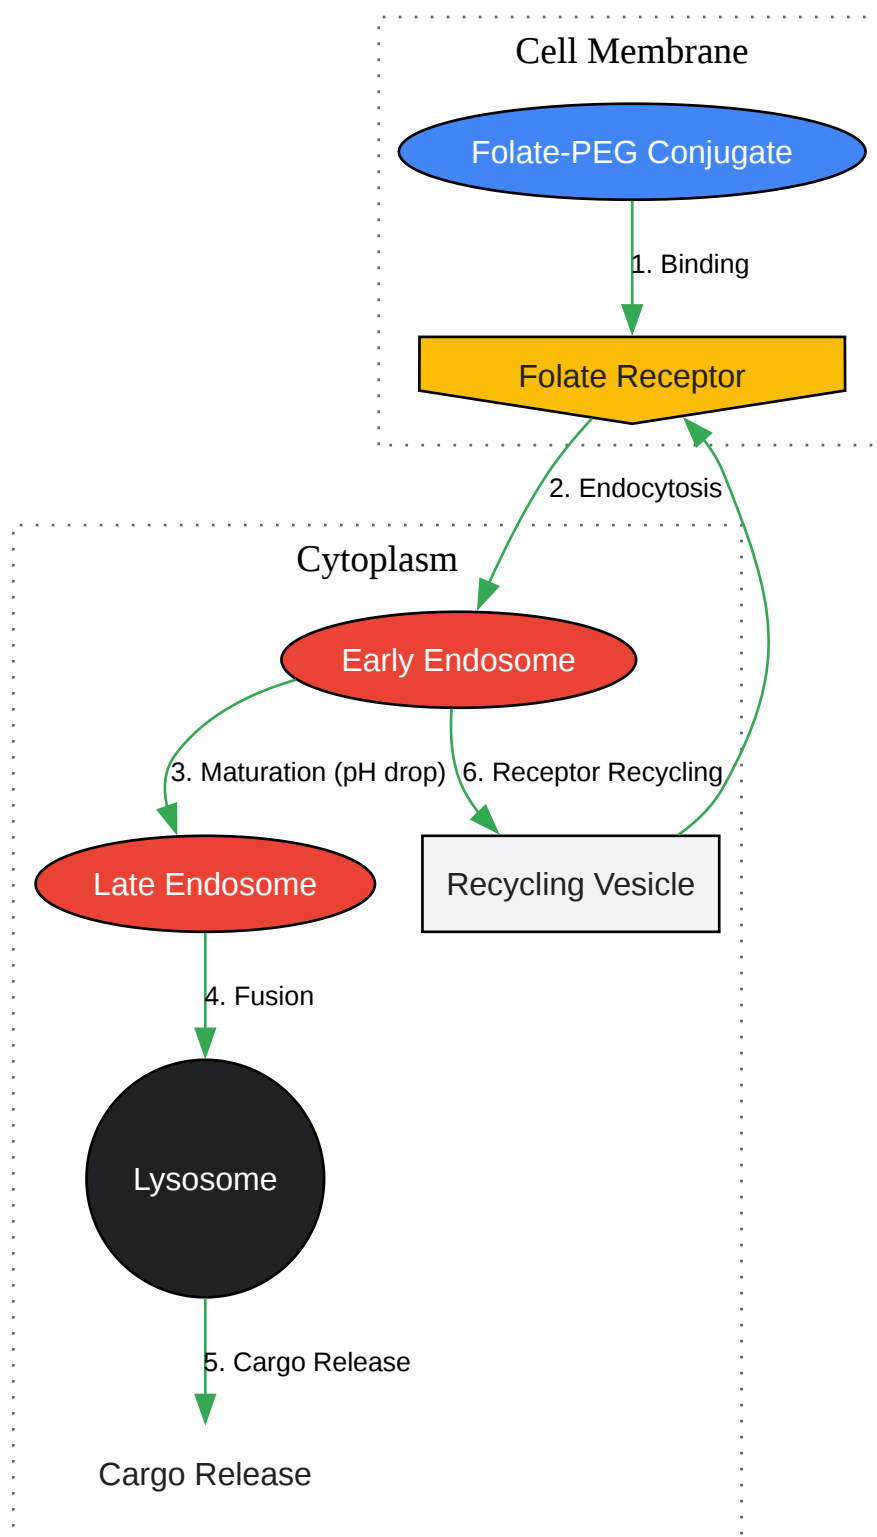 Cell Membrane
Folate-PEG Conjugate
1. Binding
Folate Receptor
2. Endocytosis
Cytoplasm
Early Endosome
3. Maturation (pH drop)
6. Receptor Recycling
Late Endosome
Recycling Vesicle
4. Fusion
Lysosome
5. Cargo Release
Cargo Release